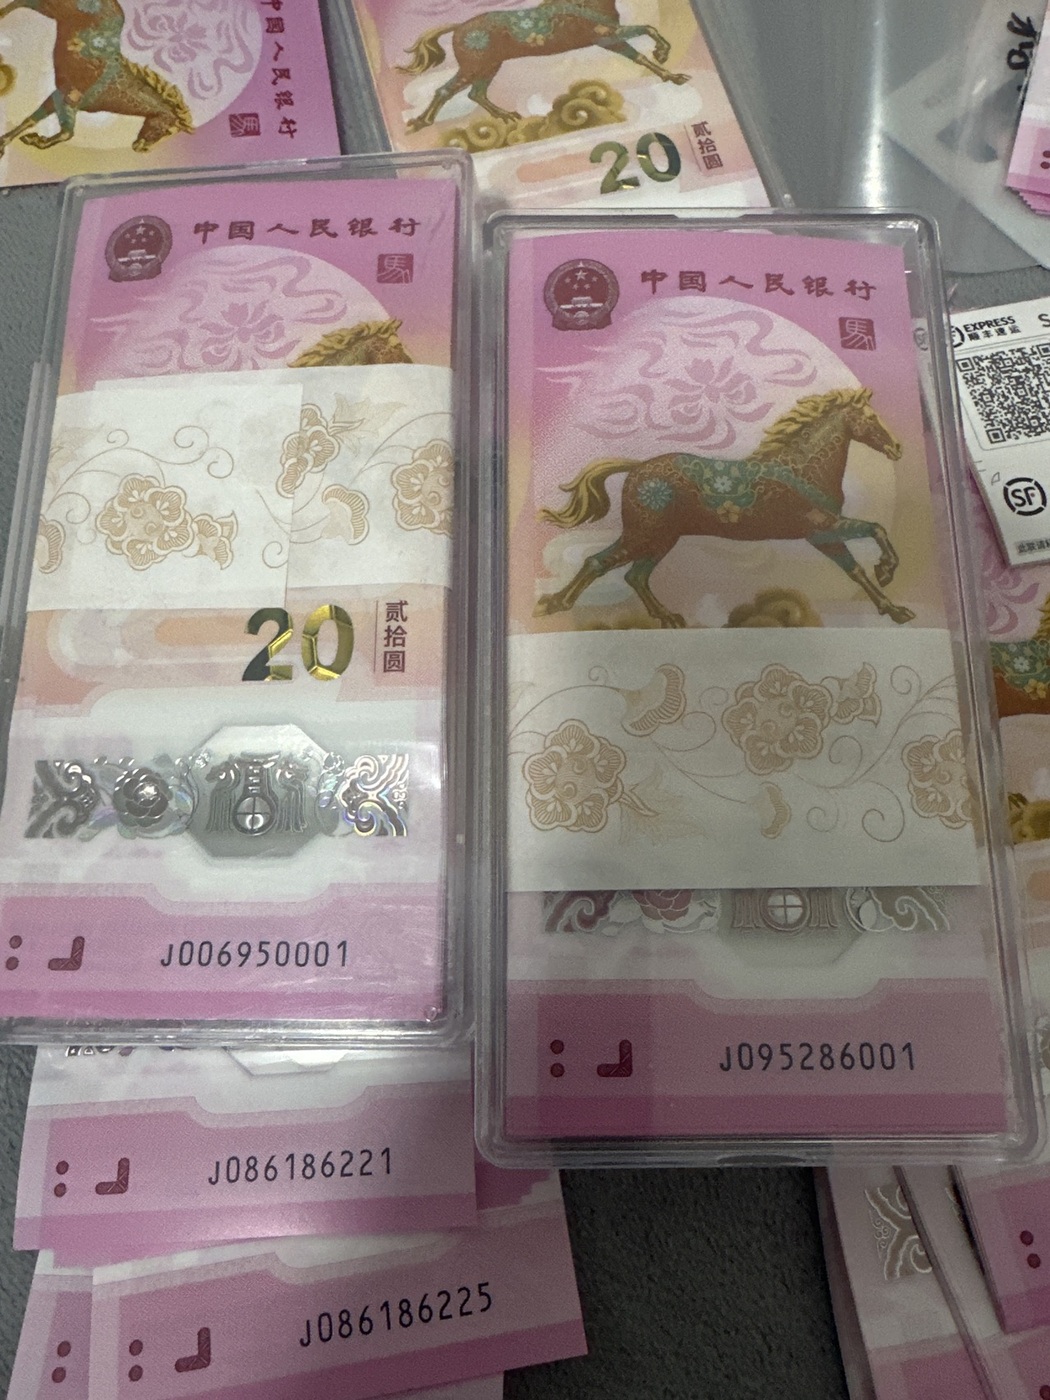 中国人民银行
馬
20
贰拾圆
中国人民银行
馬
20
贰拾圆
J006950001
中国人民银行
馬
J095286001
EXPRESS
顺丰速运
S
SF
J086186221
J086186225